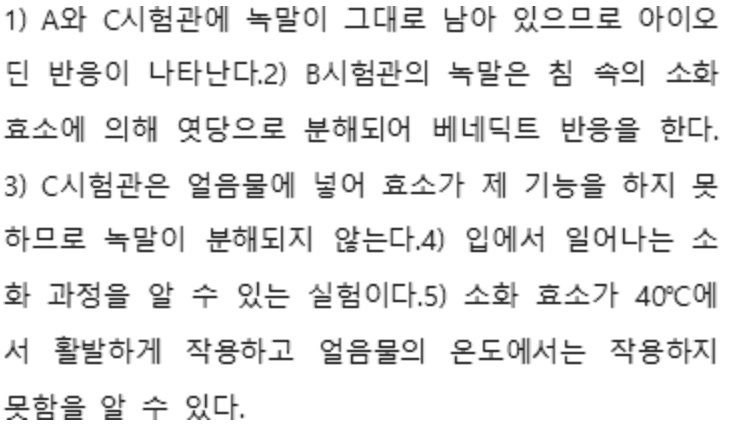 1) A와 C시험관에 녹말이 그대로 남아 있으므로 아이오
딘 반응이 나타난다.2) B시험관의 녹말은 침 속의 소화
효소에 의해 엿당으로 분해되어 베네딕트 반응을 한다.
3) C시험관은 얼음물에 넣어 효소가 제 기능을 하지 못
하므로 녹말이 분해되지 않는다.4) 입에서 일어나는 소
화 과정을 알 수 있는 실험이다.5) 소화 효소가 40℃에
서 활발하게 작용하고 얼음물의 온도에서는 작용하지
못함을 알 수 있다.